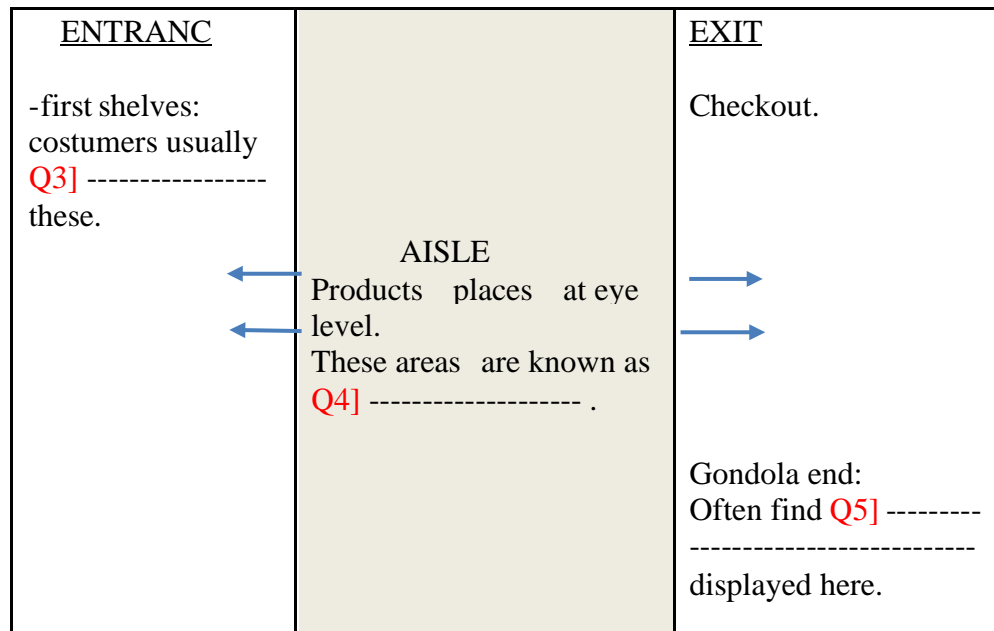 ENTRANC
-first shelves:
costumers usually
Q3] -----------------
these.
AISLE
Products places at eye
level.
These areas are known as
Q4] -------------------- .
EXIT
Checkout.
Gondola end:
Often find Q5] ---------
---------------------------
displayed here.